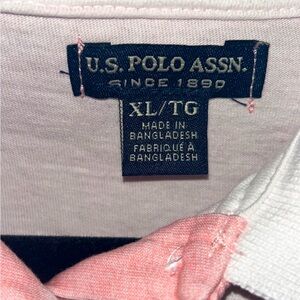 U.S. POLO ASSN.
SINCE 1890
XL/TG
MADE IN
BANGLADESH
FABRIQUÉ À
BANGLADESH